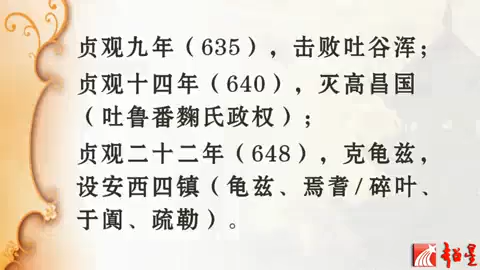 贞观九年（635），击败吐谷浑；
贞观十四年（640），灭高昌国
（吐鲁番麴氏政权）；
贞观二十二年（648），克龟兹，
设安西四镇（龟兹、焉耆/碎叶、
于阗、疏勒）。
超星